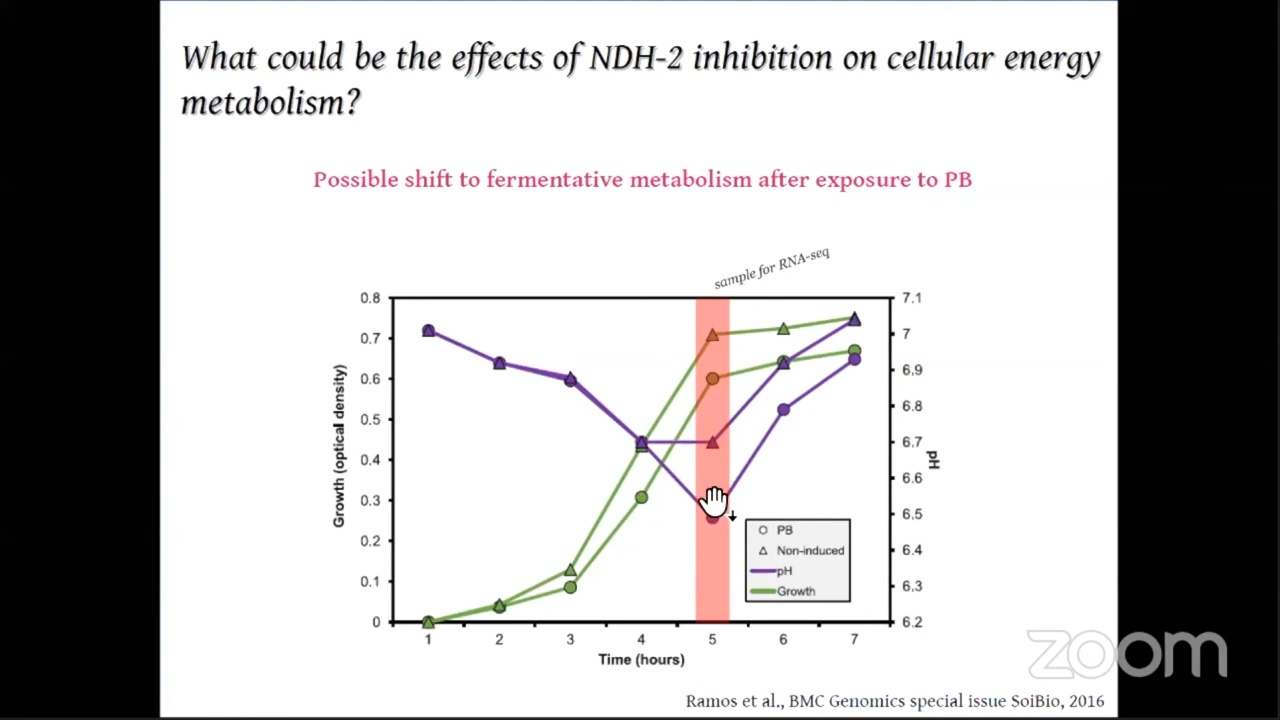 What could be the effects of NDH-2 inhibition on cellular energy
metabolism?
Possible shift to fermentative metabolism after exposure to PB
sample for RNA-seq
0.8
0.7
0.6
0.5
0.4
0.3
0.2
0.1
0
Growth (optical density)
7.1
7
6.9
6.8
6.7
6.6
6.5
6.4
6.3
6.2
pH
PB
Non-induced
pH
Growth
1 2 3 4 5 6 7
Time (hours)
zoom
Ramos et al., BMC Genomics special issue SoiBio, 2016